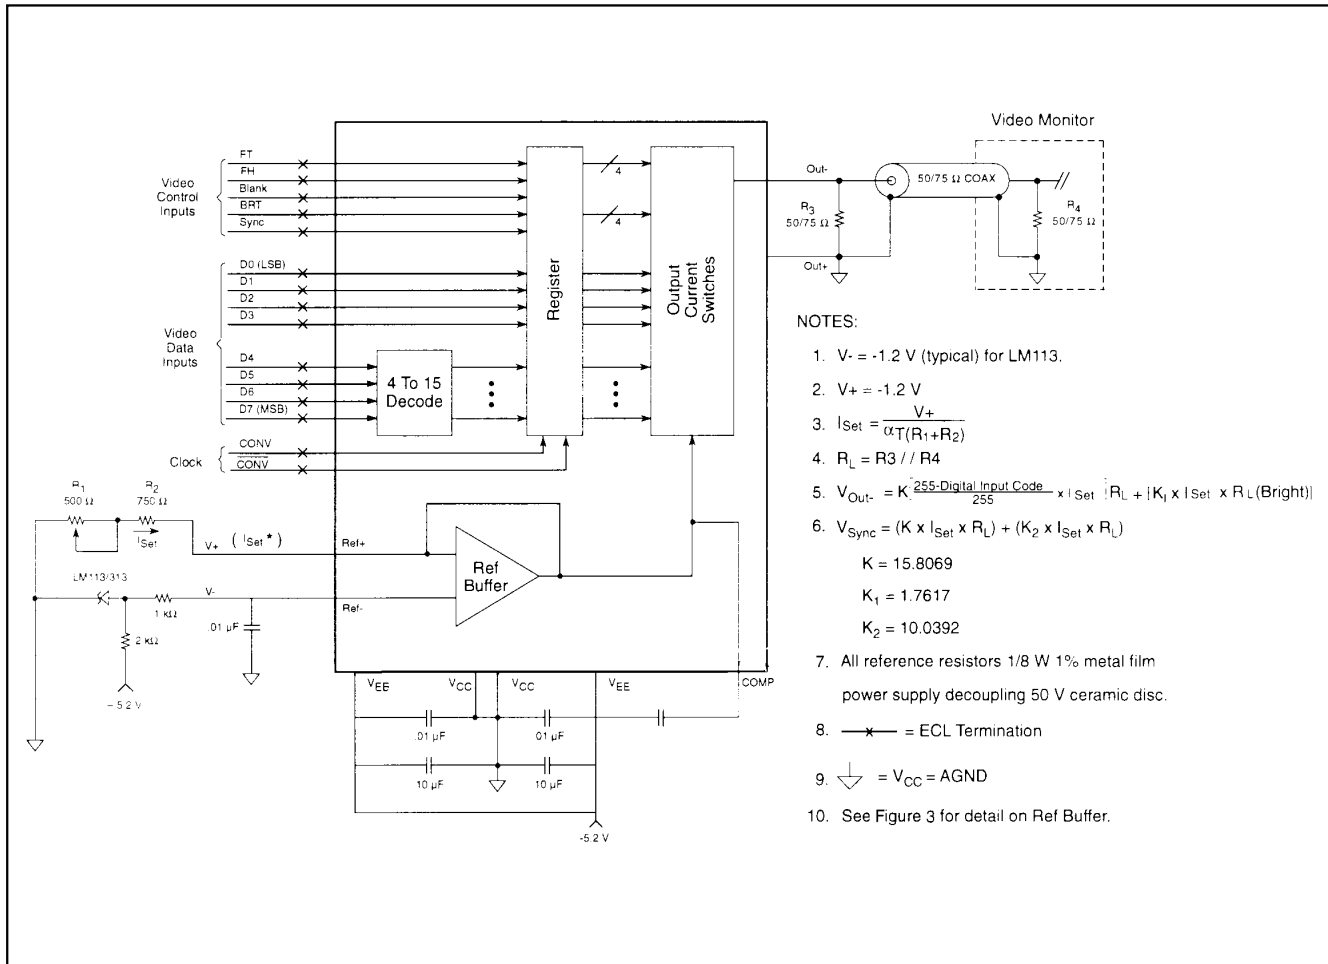 Video Monitor
FT
FH
Blank
BRT
Sync
Video
Control
Inputs
4
4
Register
Output
Current
Switches
Out-
R3
50/75 Ω
50/75 Ω COAX
R4
50/75 Ω
Out+
D0 (LSB)
D1
D2
D3
D4
D5
D6
D7 (MSB)
Video
Data
Inputs
4 To 15
Decode
CONV
CONV
Clock
R1
500 Ω
R2
750 Ω
ISet
V+
(ISet*)
Ref+
Ref
Buffer
LM113/313
V-
Ref-
1 kΩ
.01 µF
2 kΩ
-5.2 V
VEE
VCC
VCC
VEE
COMP
.01 µF
01 µF
10 µF
10 µF
-5.2 V
NOTES:
1. V- = -1.2 V (typical) for LM113.
2. V+ = -1.2 V
3. ISet = V+ / αT(R1+R2)
4. RL = R3 // R4
5. VOut- = K[255-Digital Input Code / 255 x ISet ]RL + [K1 x ISet x RL(Bright)]
6. VSync = (K x ISet x RL) + (K2 x ISet x RL)
K = 15.8069
K1 = 1.7617
K2 = 10.0392
7. All reference resistors 1/8 W 1% metal film
power supply decoupling 50 V ceramic disc.
8. = ECL Termination
9. = VCC = AGND
10. See Figure 3 for detail on Ref Buffer.